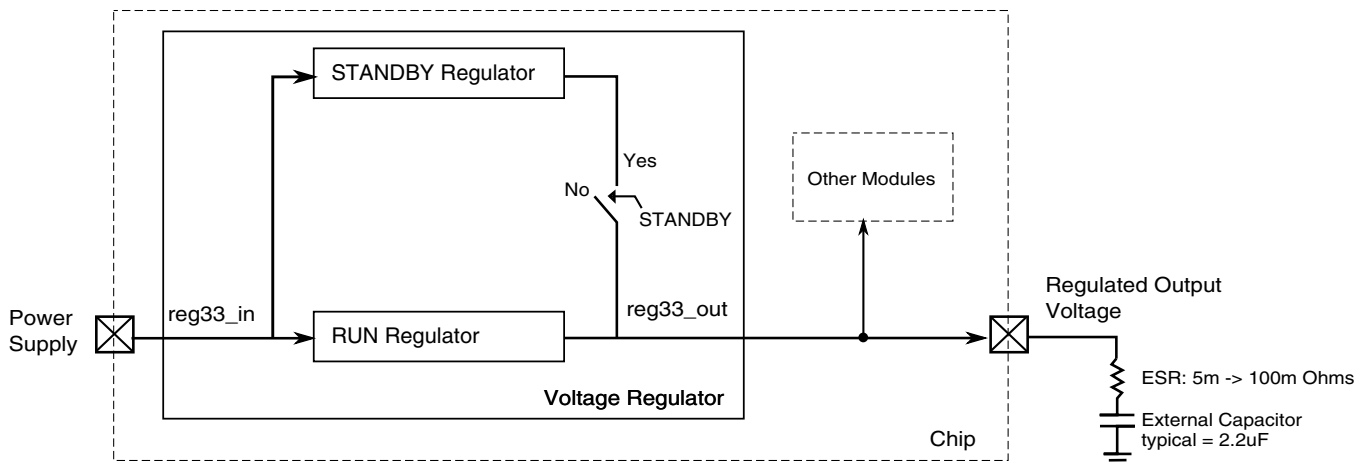 STANDBY Regulator
Yes
No
STANDBY
Other Modules
Power
Supply
reg33_in
RUN Regulator
reg33_out
Regulated Output
Voltage
Voltage Regulator
Chip
ESR: 5m -> 100m Ohms
External Capacitor
typical = 2.2uF